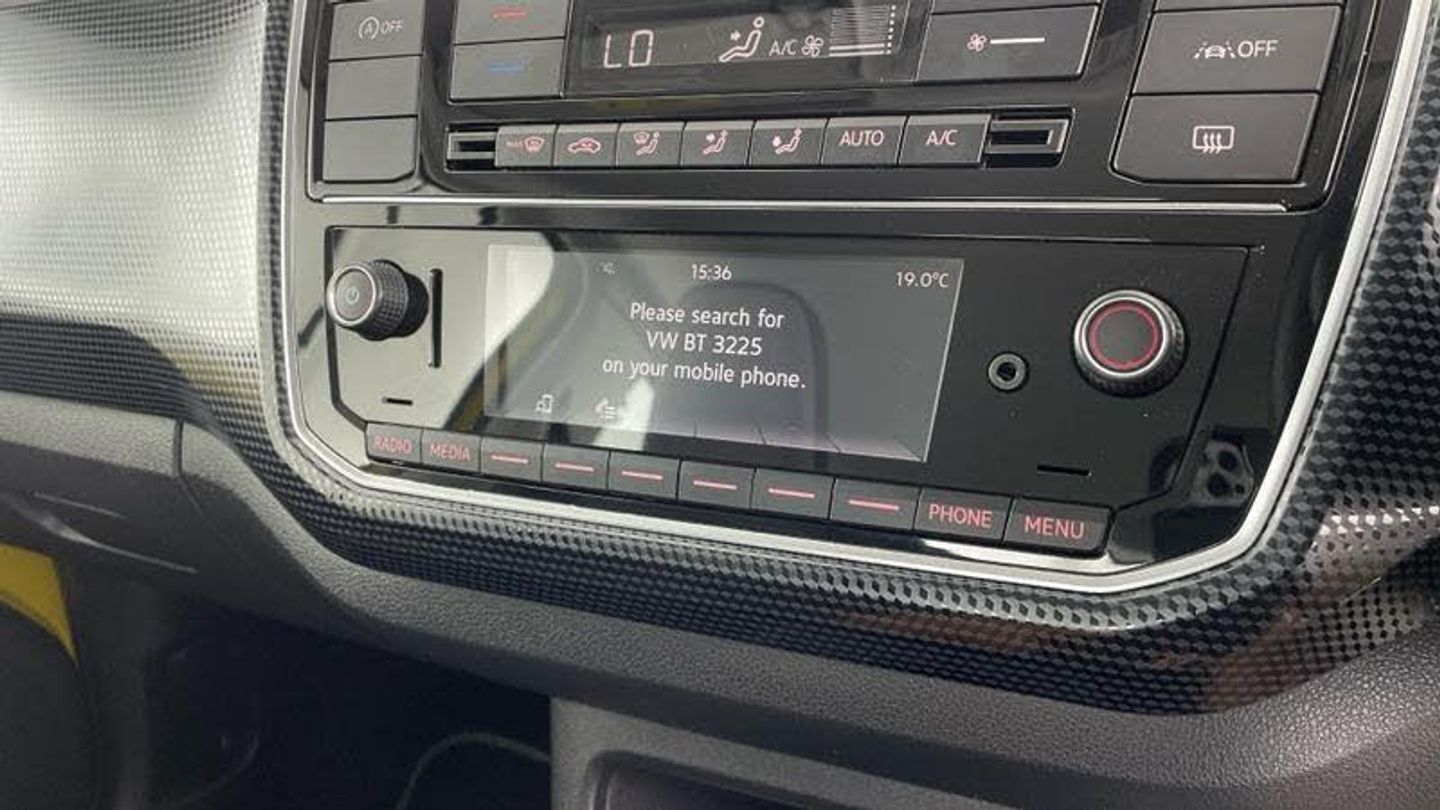 A OFF
LO
A/C
OFF
MAX
AUTO
A/C
15:36
19.0°C
Please search for
VW BT 3225
on your mobile phone.
RADIO
MEDIA
PHONE
MENU